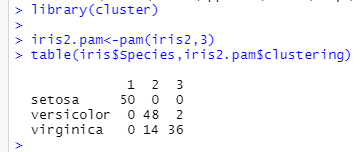 > library(cluster)
>
> iris2.pam<-pam(iris2,3)
> table(iris$Species,iris2.pam$clustering)
1 2 3
setosa 50 0 0
versicolor 0 48 2
virginica 0 14 36
>